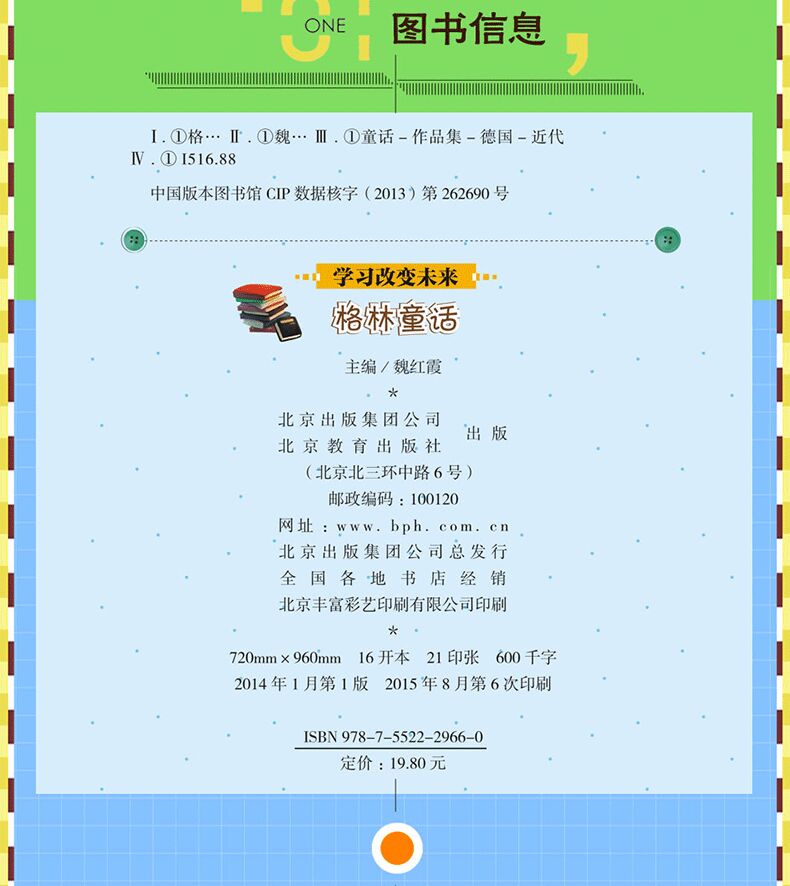 01
ONE
图书信息
Ⅰ.①格… Ⅱ.①魏… Ⅲ.①童话－作品集－德国－近代
Ⅳ.① I516.88
中国版本图书馆 CIP 数据核字（2013）第 262690 号
学习改变未来
格林童话
主编 / 魏红霞
*
北京出版集团公司
北京教育出版社
出版
（北京北三环中路 6 号）
邮政编码：100120
网址：www.bph.com.cn
北京出版集团公司总发行
全国各地书店经销
北京丰富彩艺印刷有限公司印刷
*
720mm×960mm 16 开本 21 印张 600 千字
2014 年 1 月第 1 版 2015 年 8 月第 6 次印刷
ISBN 978-7-5522-2966-0
定价：19.80 元